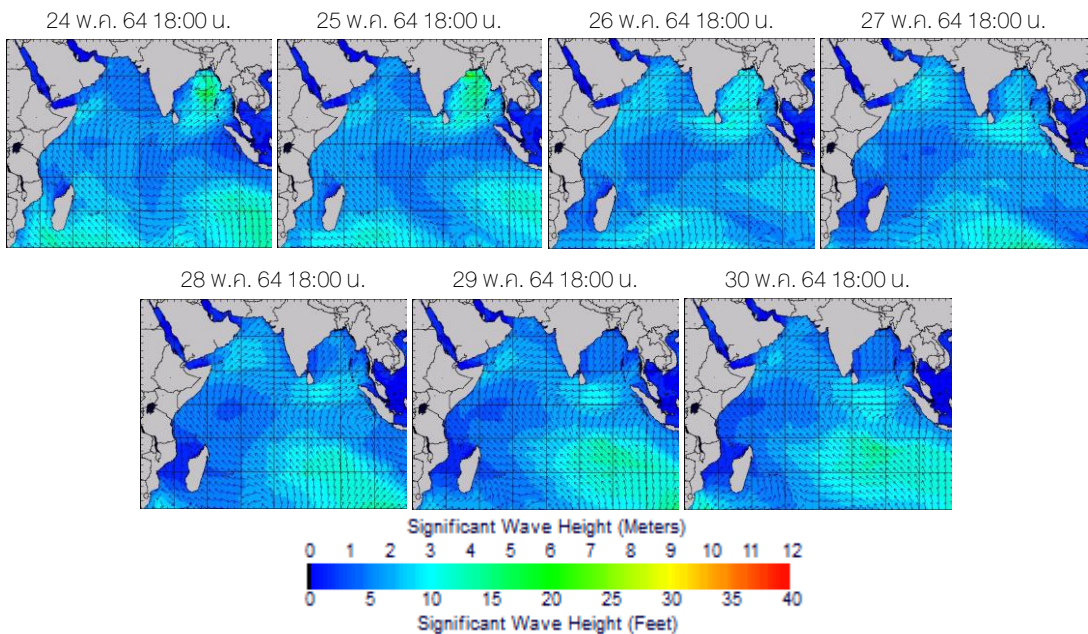 24 พ.ค. 64 18:00 น.
25 พ.ค. 64 18:00 น.
26 พ.ค. 64 18:00 น.
27 พ.ค. 64 18:00 น.
28 พ.ค. 64 18:00 น.
29 พ.ค. 64 18:00 น.
30 พ.ค. 64 18:00 น.
Significant Wave Height (Meters)
0 1 2 3 4 5 6 7 8 9 10 11 12
0 5 10 15 20 25 30 35 40
Significant Wave Height (Feet)